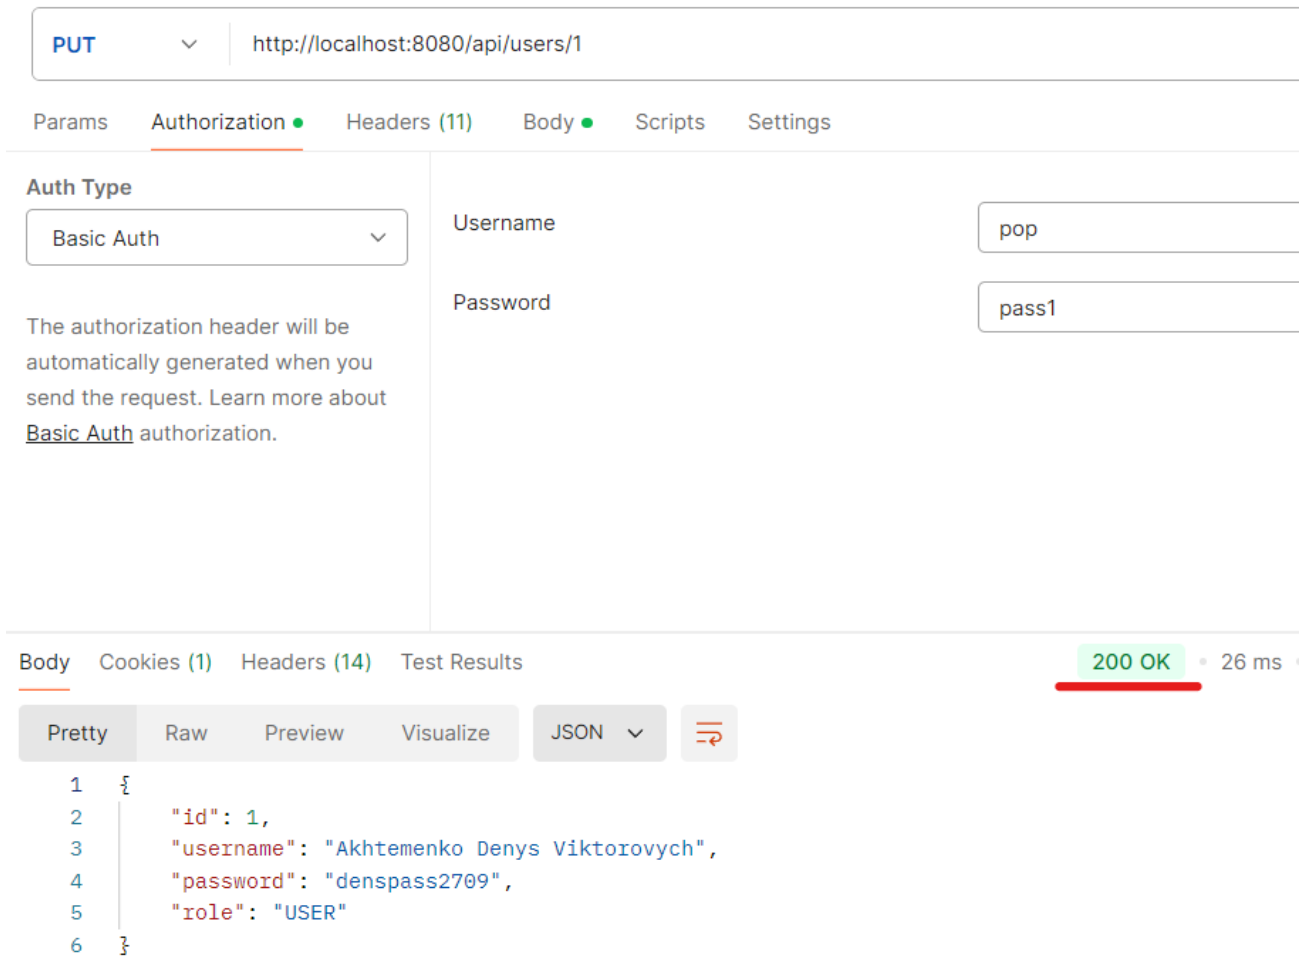 PUT http://localhost:8080/api/users/1
Params Authorization Headers (11) Body Scripts Settings
Auth Type
Basic Auth
The authorization header will be
automatically generated when you
send the request. Learn more about
Basic Auth authorization.
Username pop
Password pass1
Body Cookies (1) Headers (14) Test Results 200 OK 26 ms
Pretty Raw Preview Visualize JSON
1 {
2 "id": 1,
3 "username": "Akhtemenko Denys Viktorovych",
4 "password": "denspass2709",
5 "role": "USER"
6 }